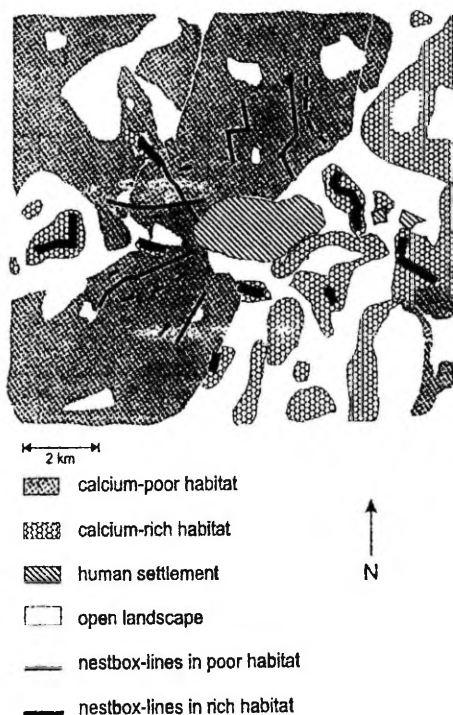 2 km
calcium-poor habitat
calcium-rich habitat
human settlement
N
open landscape
nestbox-lines in poor habitat
nestbox-lines in rich habitat